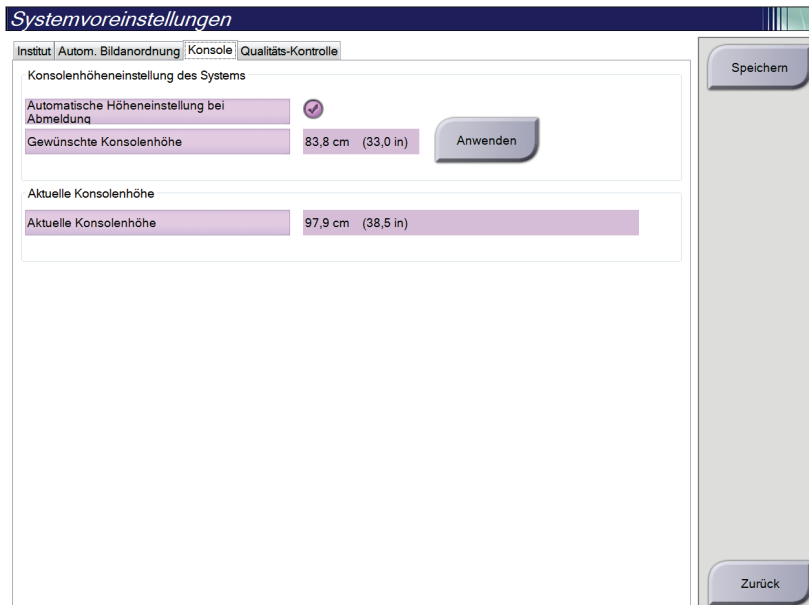 Systemvoreinstellungen
Institut Autom. Bildanordnung Konsole Qualitäts-Kontrolle
Speichern
Konsolenhöheneinstellung des Systems
Automatische Höheneinstellung bei
Abmeldung
Gewünschte Konsolenhöhe 83,8 cm (33,0 in) Anwenden
Aktuelle Konsolenhöhe
Aktuelle Konsolenhöhe 97,9 cm (38,5 in)
Zurück